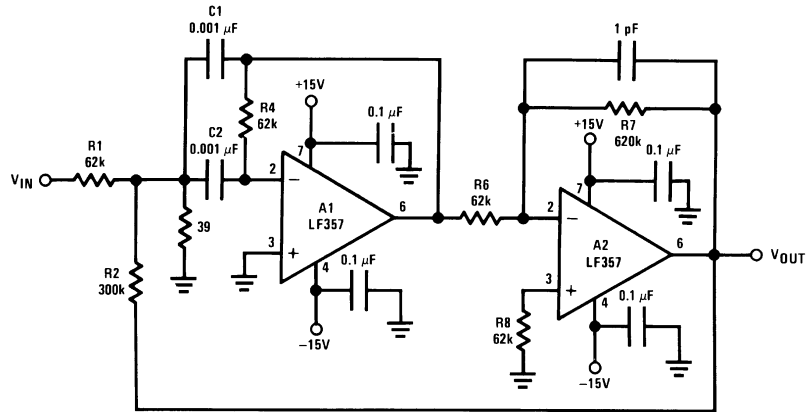 C1
0.001 μF
1 pF
+15V
R4
62k
0.1 μF
R7
620k
+15V
C2
0.001 μF
R1
62k
7
0.1 μF
VIN
2
−
A1
LF357
6
R6
62k
7
2
−
39
3
+
A2
LF357
6
VOUT
4
0.1 μF
R2
300k
3
+
4
0.1 μF
−15V
R8
62k
−15V